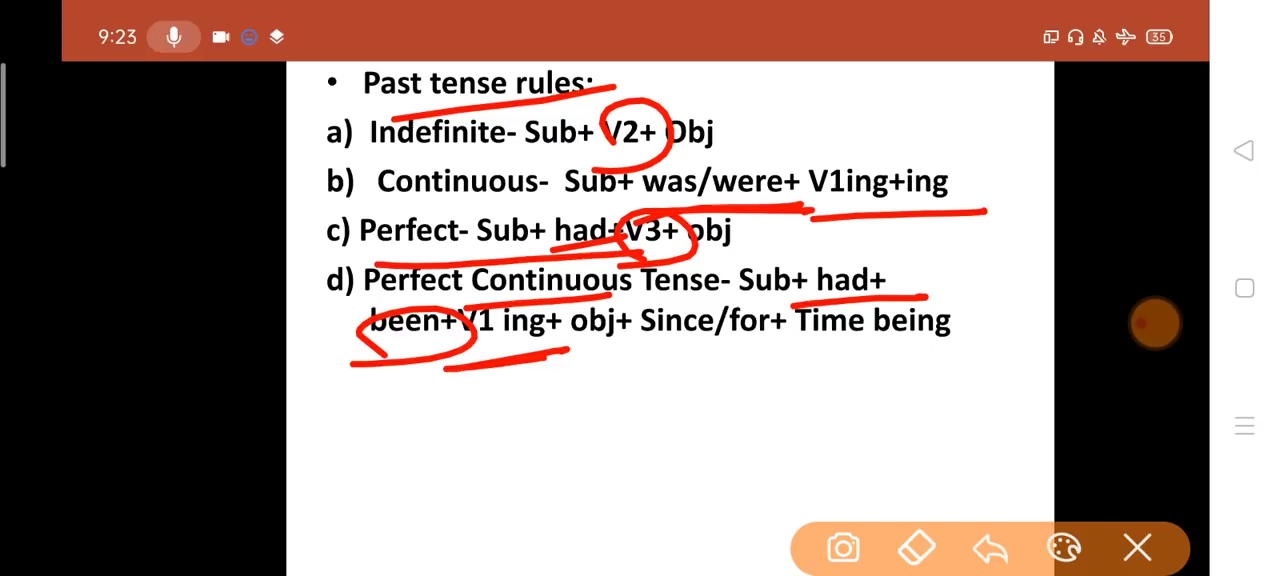 9:23
35
• Past tense rules:
a) Indefinite- Sub+ V2+ Obj
b) Continuous- Sub+ was/were+ V1ing+ing
c) Perfect- Sub+ had+V3+ obj
d) Perfect Continuous Tense- Sub+ had+
been+V1 ing+ obj+ Since/for+ Time being